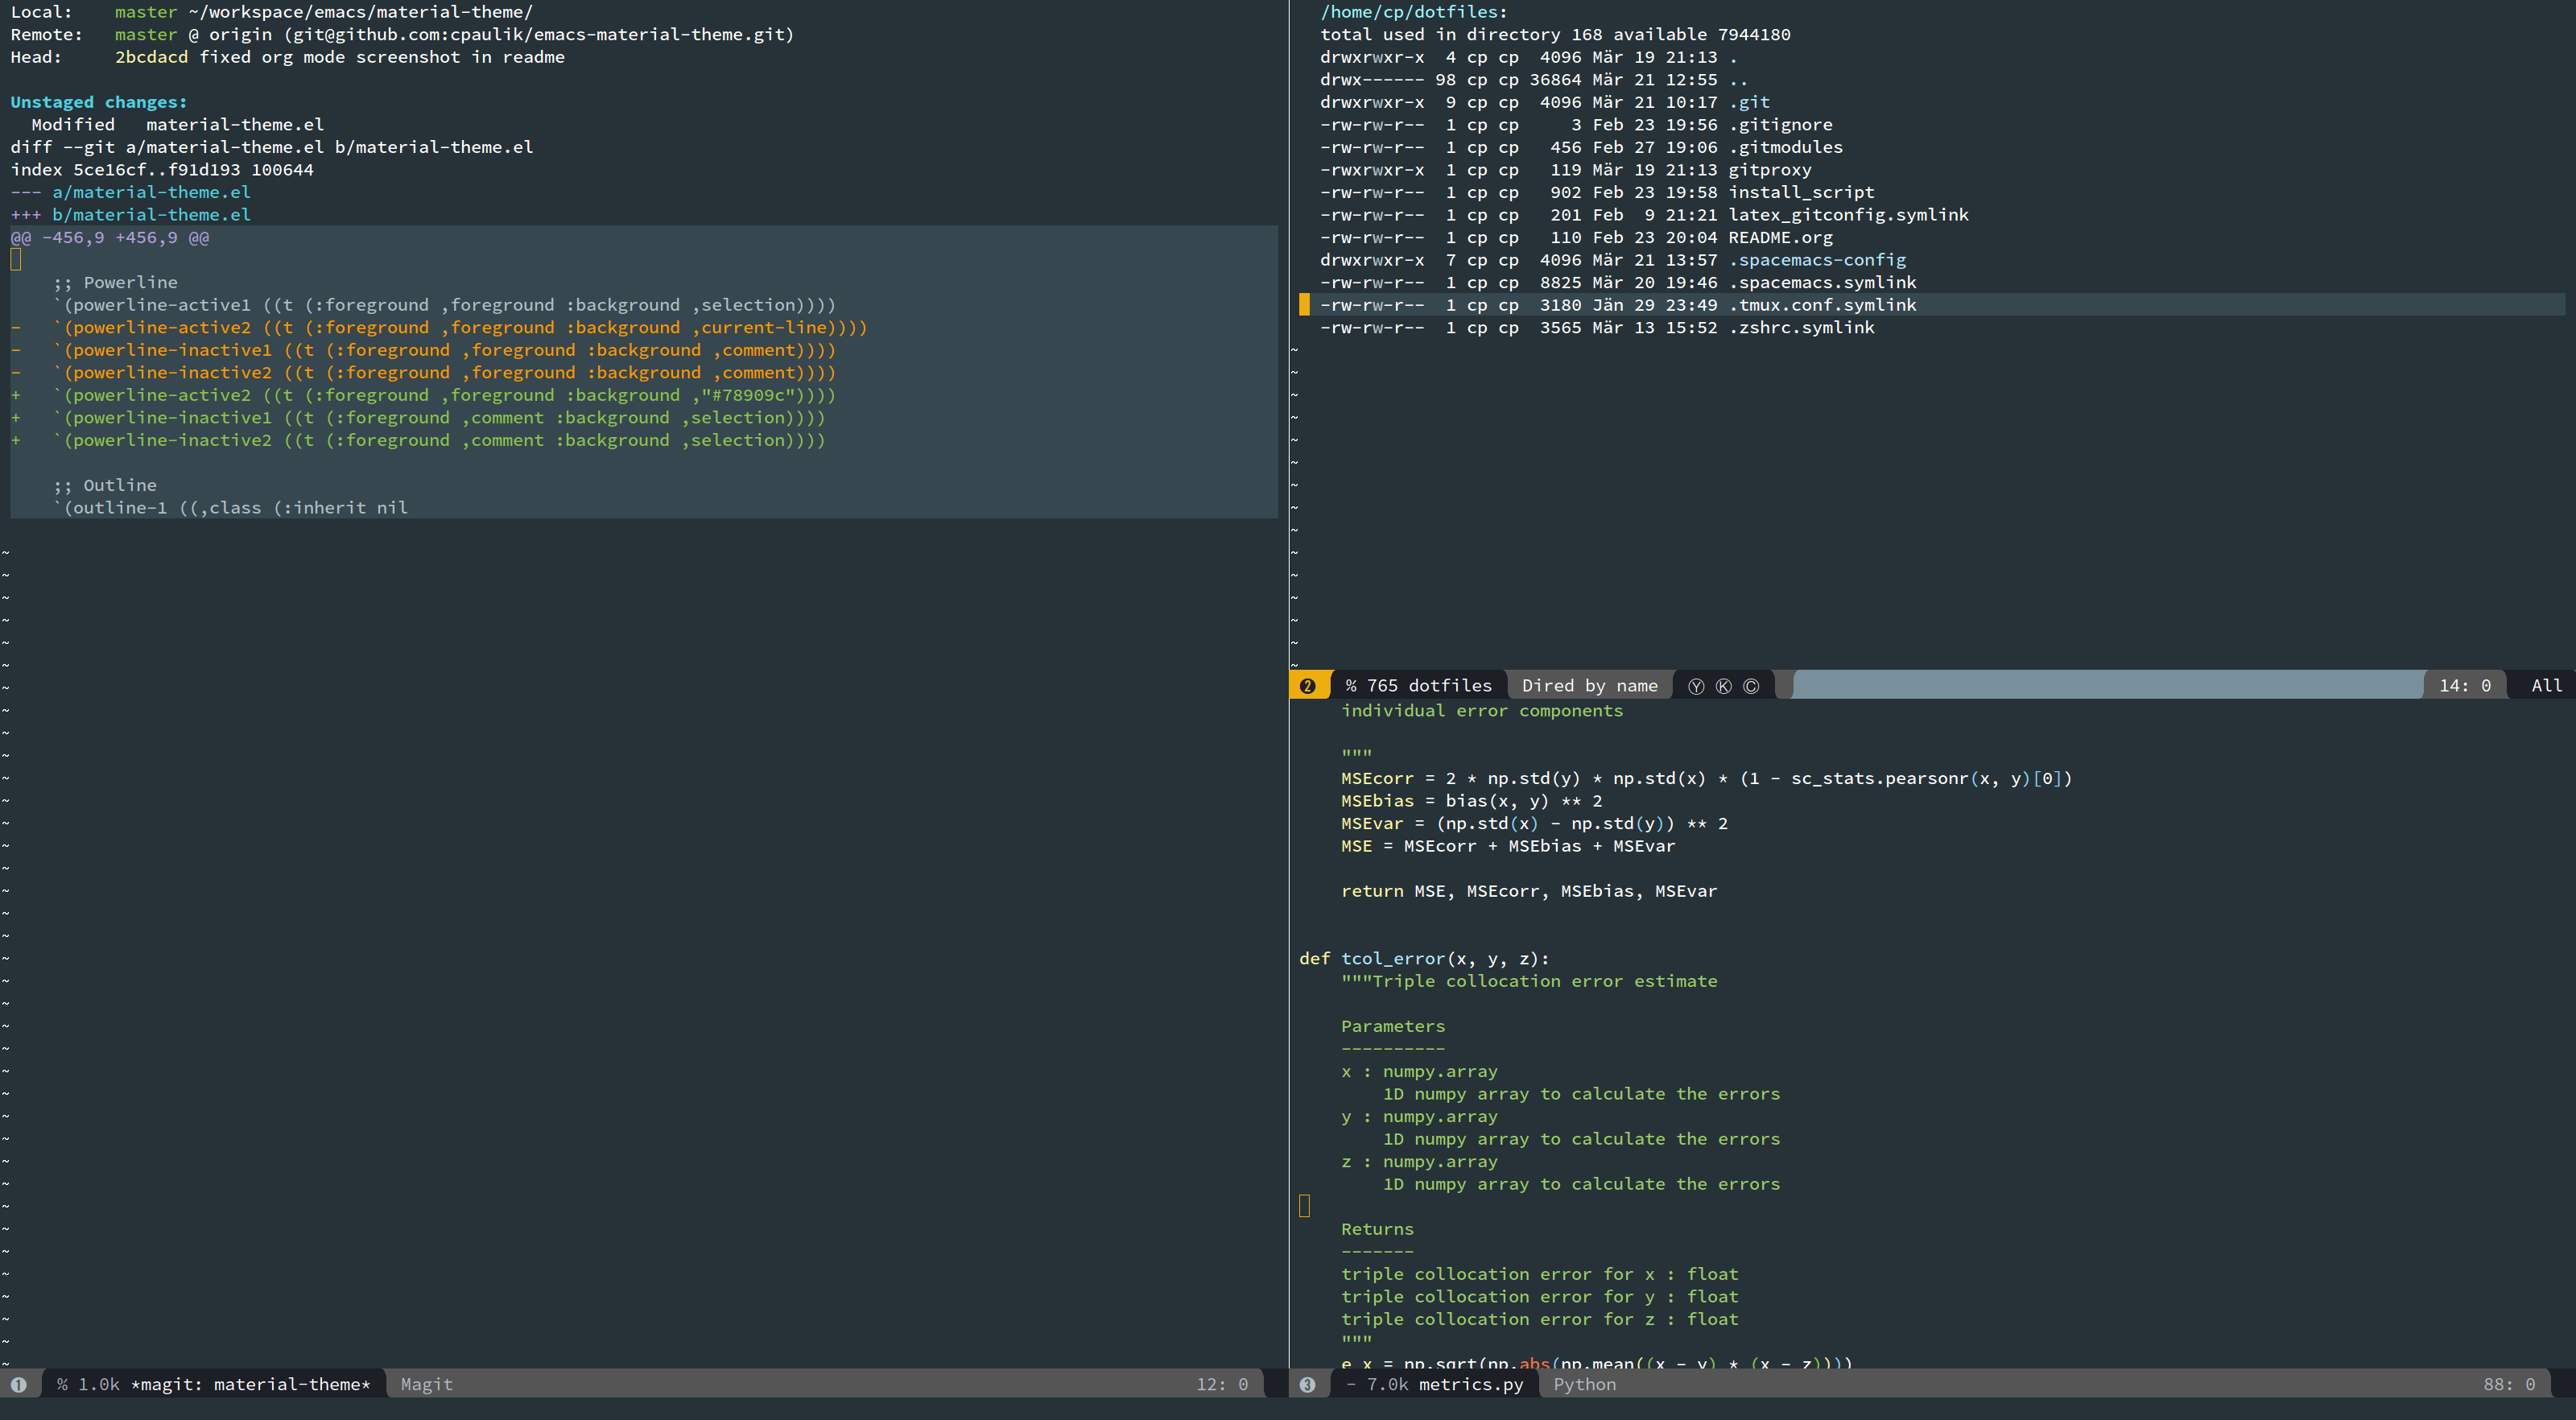 Local:    master ~/workspace/emacs/material-theme/
Remote:   master @ origin (git@github.com:cpaulik/emacs-material-theme.git)
Head:     2bcdacd fixed org mode screenshot in readme
Unstaged changes:
  Modified   material-theme.el
diff --git a/material-theme.el b/material-theme.el
index 5ce16cf..f91d193 100644
--- a/material-theme.el
+++ b/material-theme.el
@@ -456,9 +456,9 @@
    ;; Powerline
    `(powerline-active1 ((t (:foreground ,foreground :background ,selection))))
-   `(powerline-active2 ((t (:foreground ,foreground :background ,current-line))))
-   `(powerline-inactive1 ((t (:foreground ,foreground :background ,comment))))
-   `(powerline-inactive2 ((t (:foreground ,foreground :background ,comment))))
+   `(powerline-active2 ((t (:foreground ,foreground :background ,"#78909c"))))
+   `(powerline-inactive1 ((t (:foreground ,comment :background ,selection))))
+   `(powerline-inactive2 ((t (:foreground ,comment :background ,selection))))
    ;; Outline
    `(outline-1 ((,class (:inherit nil
❶ % 1.0k *magit: material-theme* Magit 12: 0
/home/cp/dotfiles:
total used in directory 168 available 7944180
drwxrwxr-x  4 cp cp  4096 Mär 19 21:13 .
drwx------ 98 cp cp 36864 Mär 21 12:55 ..
drwxrwxr-x  9 cp cp  4096 Mär 21 10:17 .git
-rw-rw-r--  1 cp cp     3 Feb 23 19:56 .gitignore
-rw-rw-r--  1 cp cp   456 Feb 27 19:06 .gitmodules
-rwxrwxr-x  1 cp cp   119 Mär 19 21:13 gitproxy
-rw-rw-r--  1 cp cp   902 Feb 23 19:58 install_script
-rw-rw-r--  1 cp cp   201 Feb  9 21:21 latex_gitconfig.symlink
-rw-rw-r--  1 cp cp   110 Feb 23 20:04 README.org
drwxrwxr-x  7 cp cp  4096 Mär 21 13:57 .spacemacs-config
-rw-rw-r--  1 cp cp  8825 Mär 20 19:46 .spacemacs.symlink
-rw-rw-r--  1 cp cp  3180 Jän 29 23:49 .tmux.conf.symlink
-rw-rw-r--  1 cp cp  3565 Mär 13 15:52 .zshrc.symlink
❷ % 765 dotfiles Dired by name Ⓨ Ⓚ Ⓒ 14: 0 All
    individual error components
    """
    MSEcorr = 2 * np.std(y) * np.std(x) * (1 - sc_stats.pearsonr(x, y)[0])
    MSEbias = bias(x, y) ** 2
    MSEvar = (np.std(x) - np.std(y)) ** 2
    MSE = MSEcorr + MSEbias + MSEvar
    return MSE, MSEcorr, MSEbias, MSEvar
def tcol_error(x, y, z):
    """Triple collocation error estimate
    Parameters
    ----------
    x : numpy.array
        1D numpy array to calculate the errors
    y : numpy.array
        1D numpy array to calculate the errors
    z : numpy.array
        1D numpy array to calculate the errors
    Returns
    -------
    triple collocation error for x : float
    triple collocation error for y : float
    triple collocation error for z : float
    """
    e_x = np.sqrt(np.abs(np.mean((x - y) * (x - z))))
❸ - 7.0k metrics.py Python 88: 0